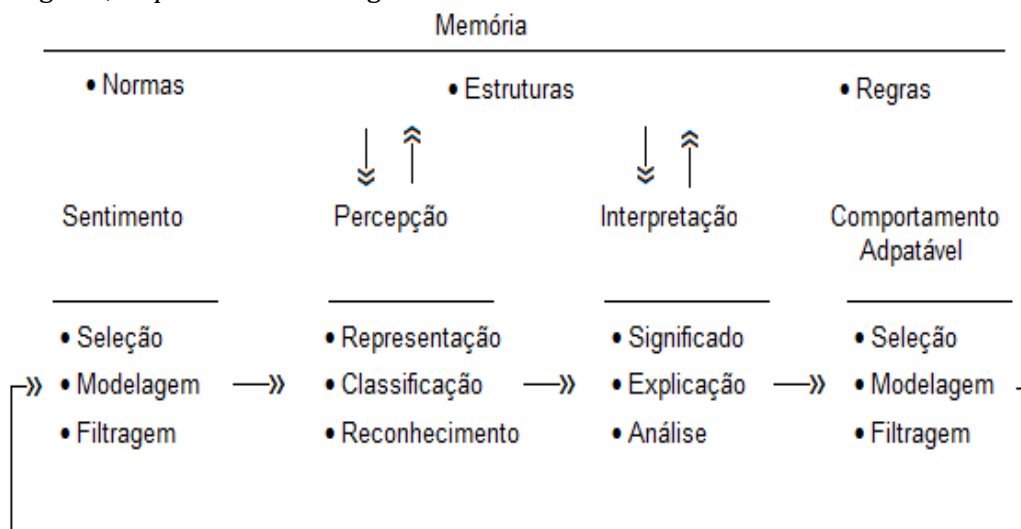 Memória
• Normas • Estruturas • Regras
Sentimento Percepção Interpretação Comportamento
Adpatável
• Seleção • Representação • Significado • Seleção
• Modelagem • Classificação • Explicação • Modelagem
• Filtragem • Reconhecimento • Análise • Filtragem